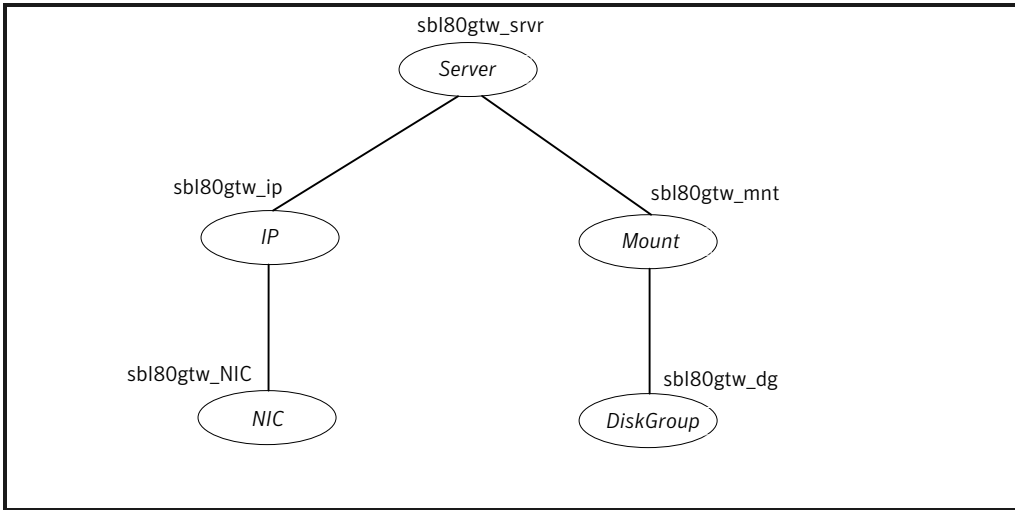 sbl80gtw_srvr
Server
sbl80gtw_ip
IP
sbl80gtw_mnt
Mount
sbl80gtw_NIC
NIC
sbl80gtw_dg
DiskGroup